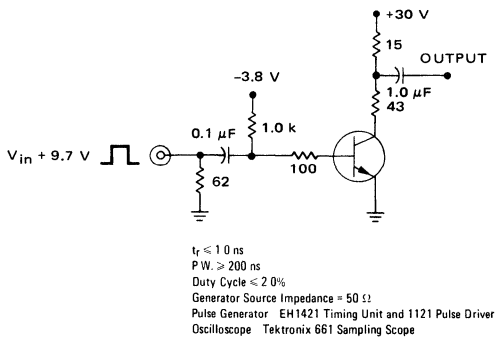 +30 V
15
OUTPUT
1.0 µF
43
−3.8 V
0.1 µF
1.0 k
Vin + 9.7 V
62
100
tr ≤ 1 0 ns
P W. ≥ 200 ns
Duty Cycle ≤ 2 0%
Generator Source Impedance = 50 Ω
Pulse Generator EH1421 Timing Unit and 1121 Pulse Driver
Oscilloscope Tektronix 661 Sampling Scope